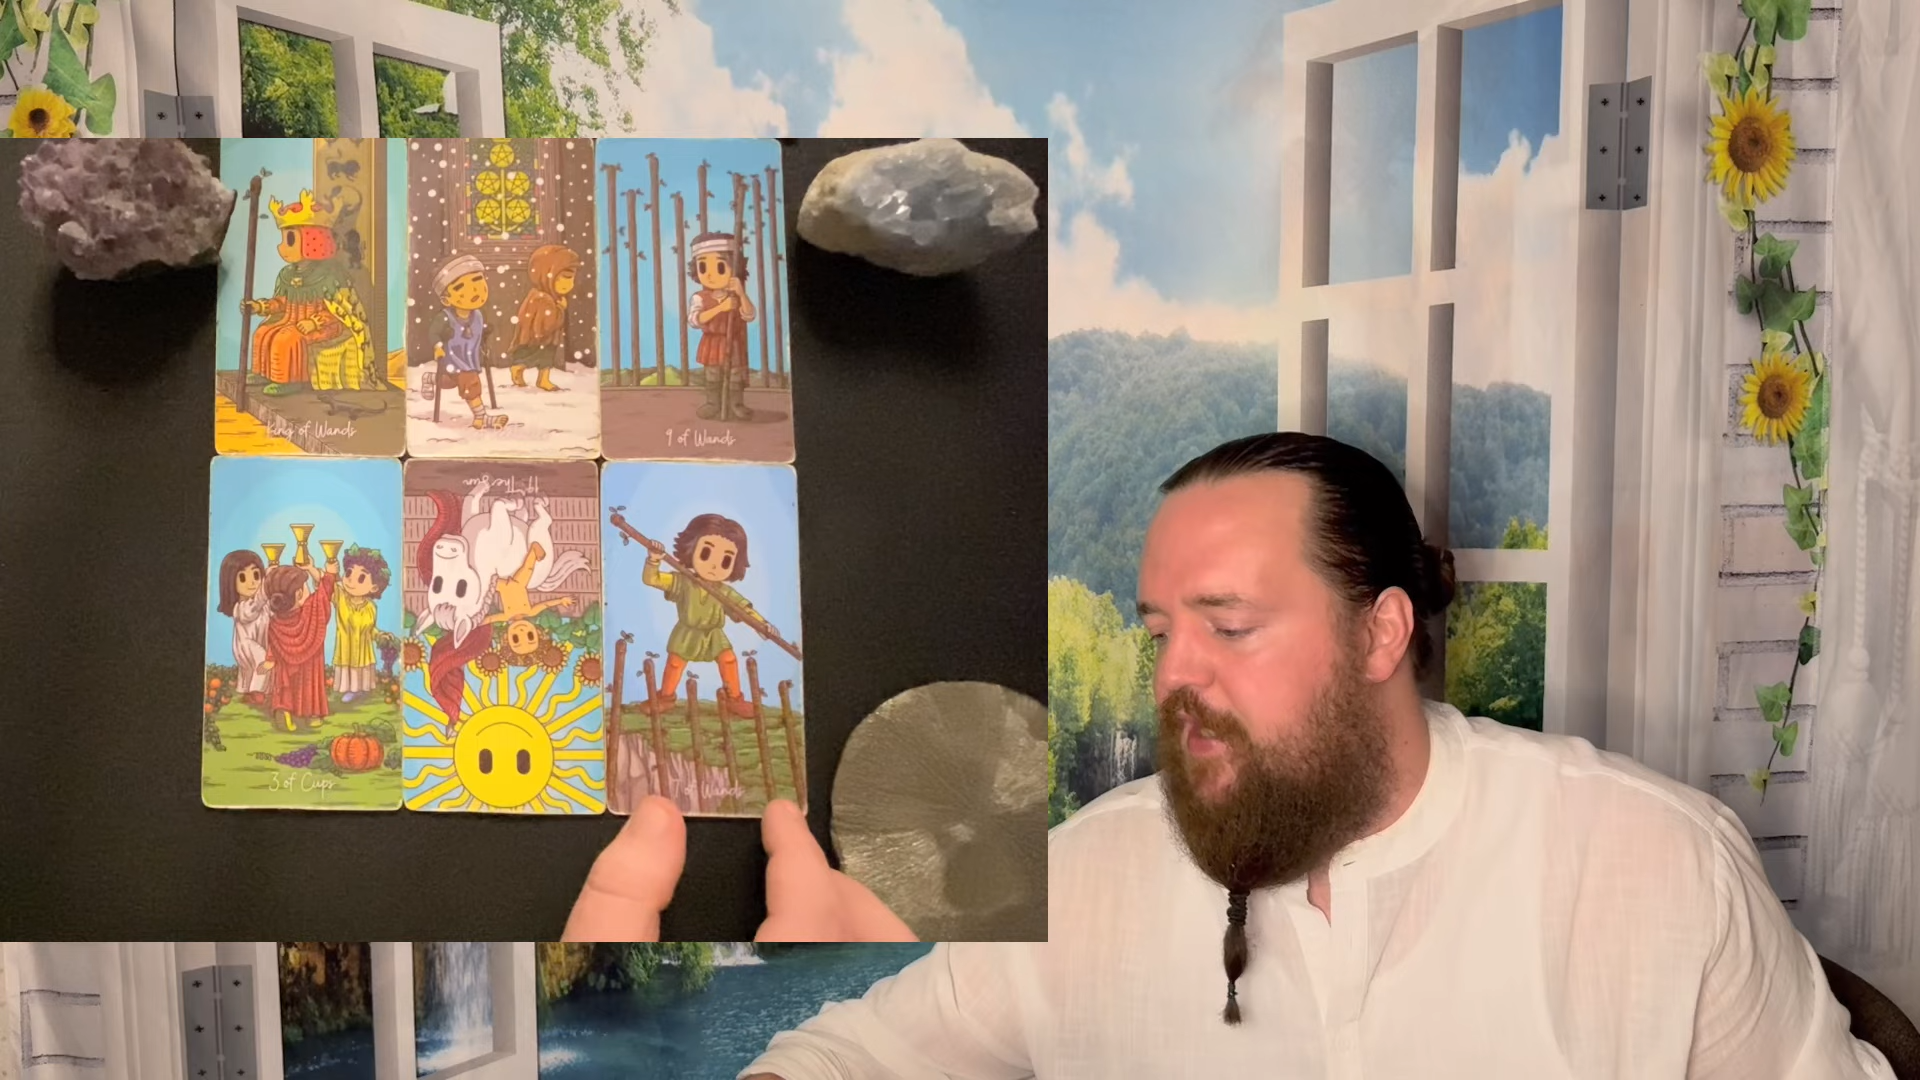 King of Wands
9 of Wands
3 of Cups
19. The Sun
7 of Wands